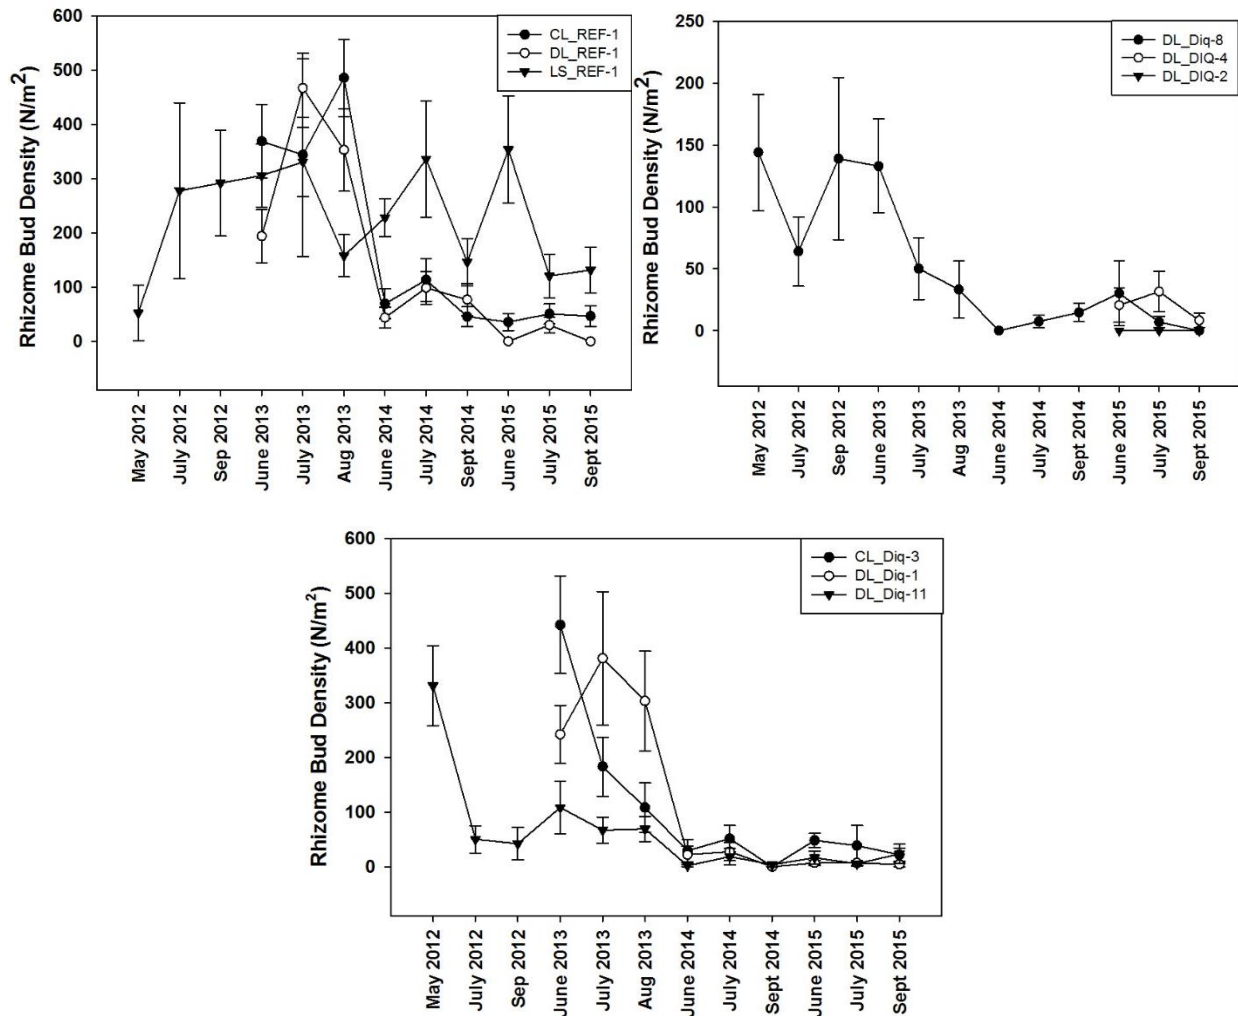 Rhizome Bud Density (N/m²)
600
500
400
300
200
100
0
CL_REF-1
DL_REF-1
LS_REF-1
May 2012
July 2012
Sep 2012
June 2013
July 2013
Aug 2013
June 2014
July 2014
Sept 2014
June 2015
July 2015
Sept 2015
Rhizome Bud Density (N/m²)
250
200
150
100
50
0
DL_Diq-8
DL_DIQ-4
DL_DIQ-2
May 2012
July 2012
Sep 2012
June 2013
July 2013
Aug 2013
June 2014
July 2014
Sept 2014
June 2015
July 2015
Sept 2015
Rhizome Bud Density (N/m²)
600
500
400
300
200
100
0
CL_Diq-3
DL_Diq-1
DL_Diq-11
May 2012
July 2012
Sep 2012
June 2013
July 2013
Aug 2013
June 2014
July 2014
Sept 2014
June 2015
July 2015
Sept 2015